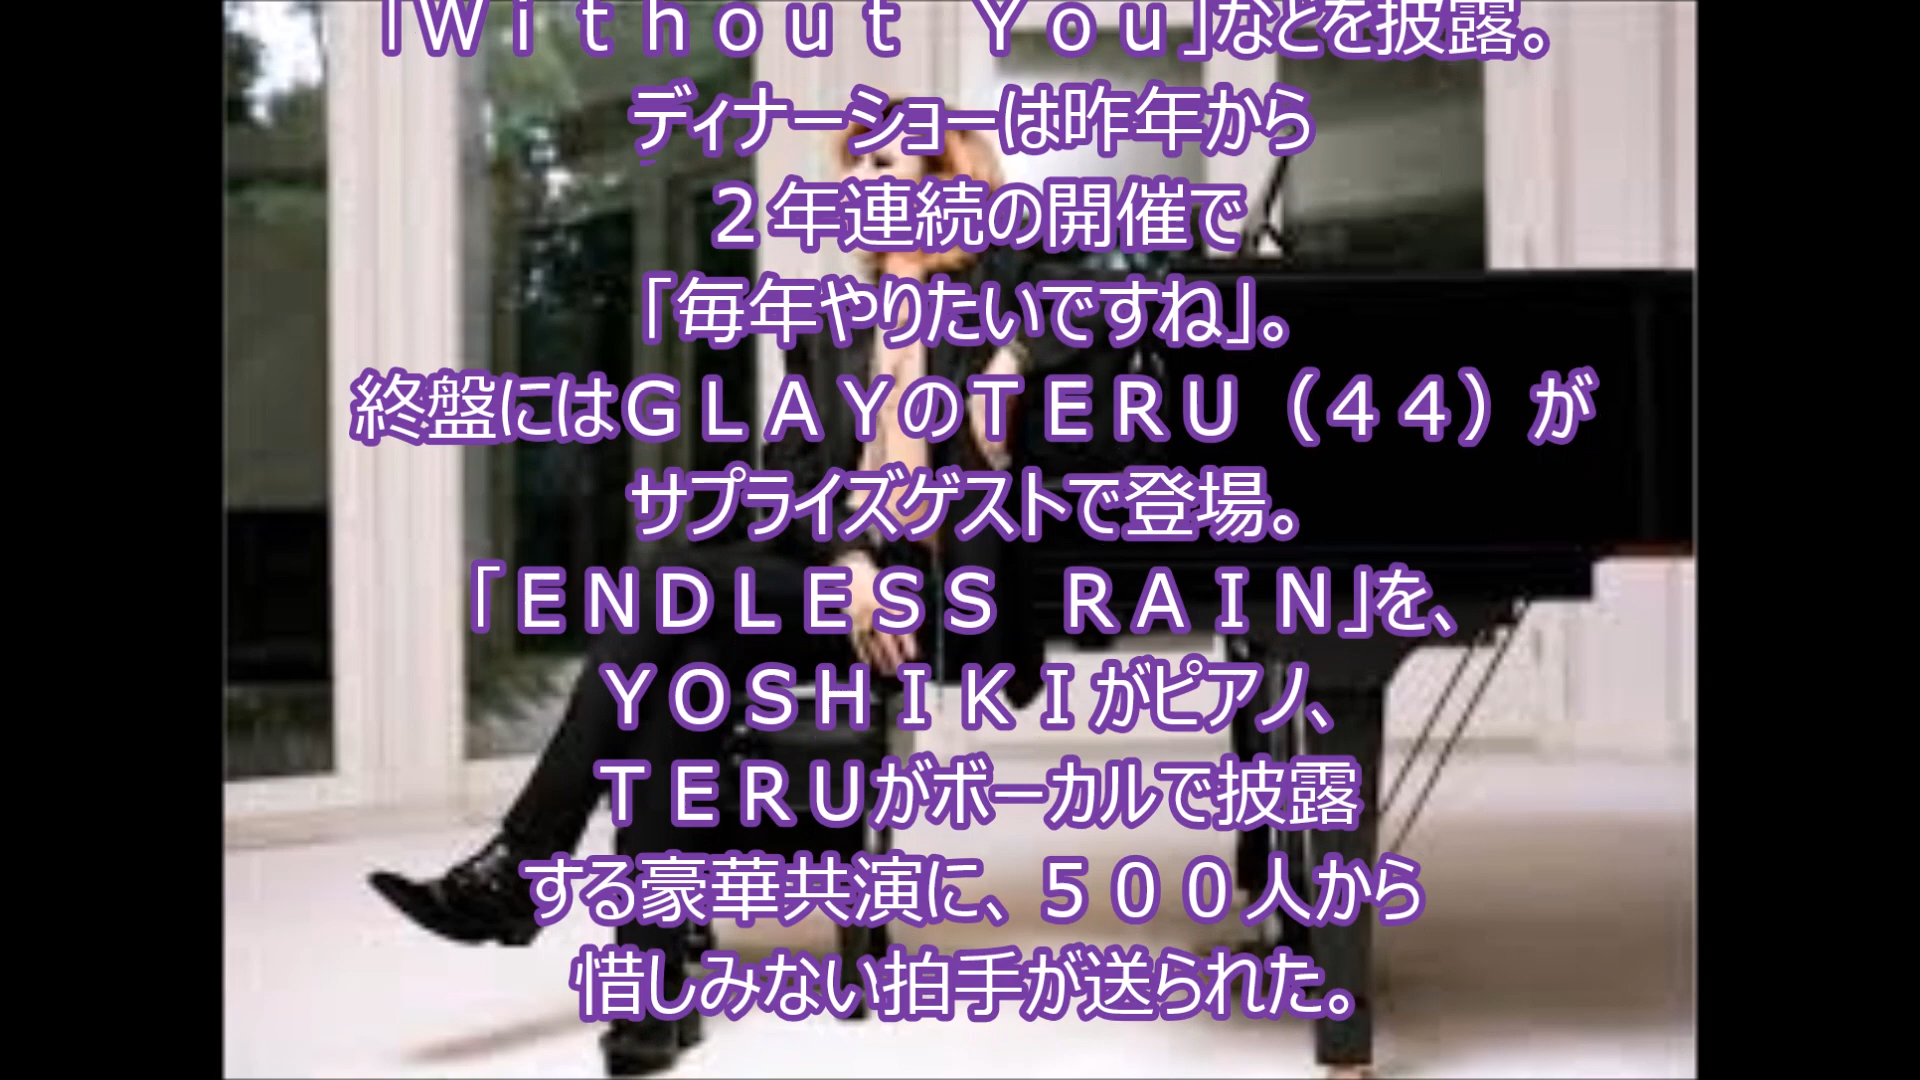 「Ｗｉｔｈｏｕｔ　Ｙｏｕ」などを披露。
ディナーショーは昨年から
２年連続の開催で
「毎年やりたいですね」。
終盤にはＧＬＡＹのＴＥＲＵ（４４）が
サプライズゲストで登場。
「ＥＮＤＬＥＳＳ　ＲＡＩＮ」を、
ＹＯＳＨＩＫＩがピアノ、
ＴＥＲＵがボーカルで披露
する豪華共演に、５００人から
惜しみない拍手が送られた。